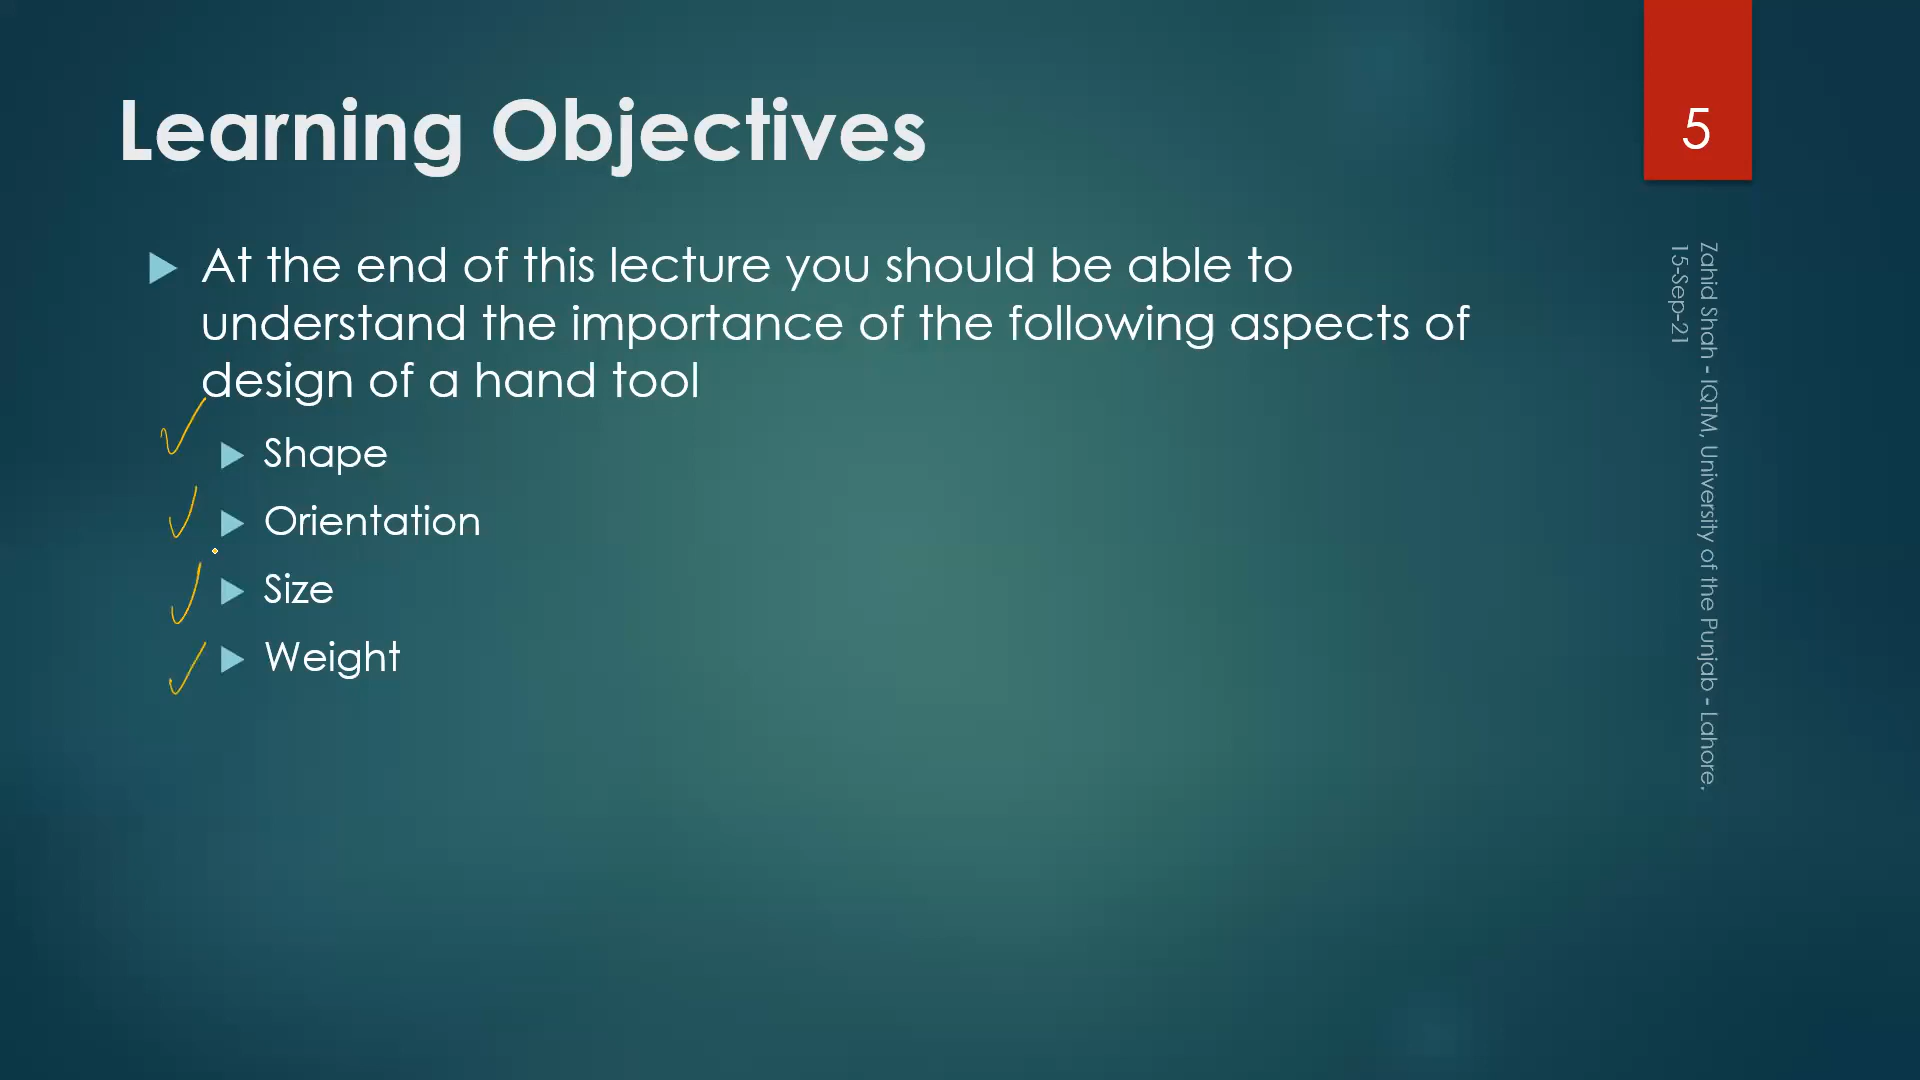 Learning Objectives
5
At the end of this lecture you should be able to
understand the importance of the following aspects of
design of a hand tool
Shape
Orientation
Size
Weight
Zahid Shah - IQTM, University of the Punjab - Lahore,
15-Sep-21